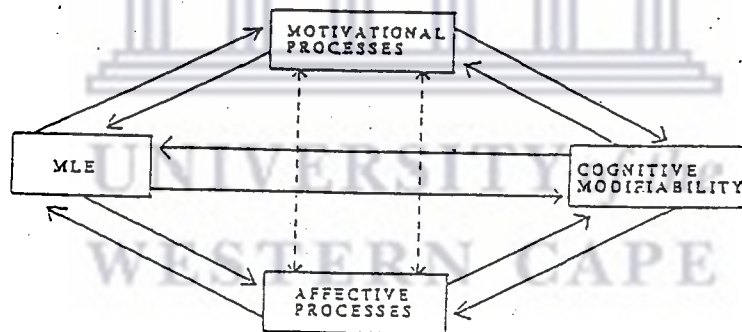 MOTIVATIONAL
PROCESSES
MLE
COGNITIVE
MODIFIABILITY
UNIVERSITY of the
WESTERN CAPE
AFFECTIVE
PROCESSES